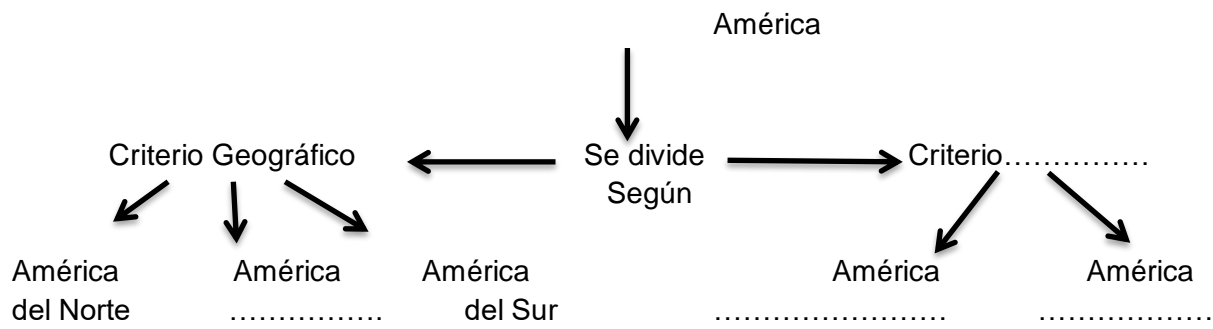 América
Criterio Geográfico Se divide Criterio……………
Según
América América América América América
del Norte ……………. del Sur ……………………. ………………